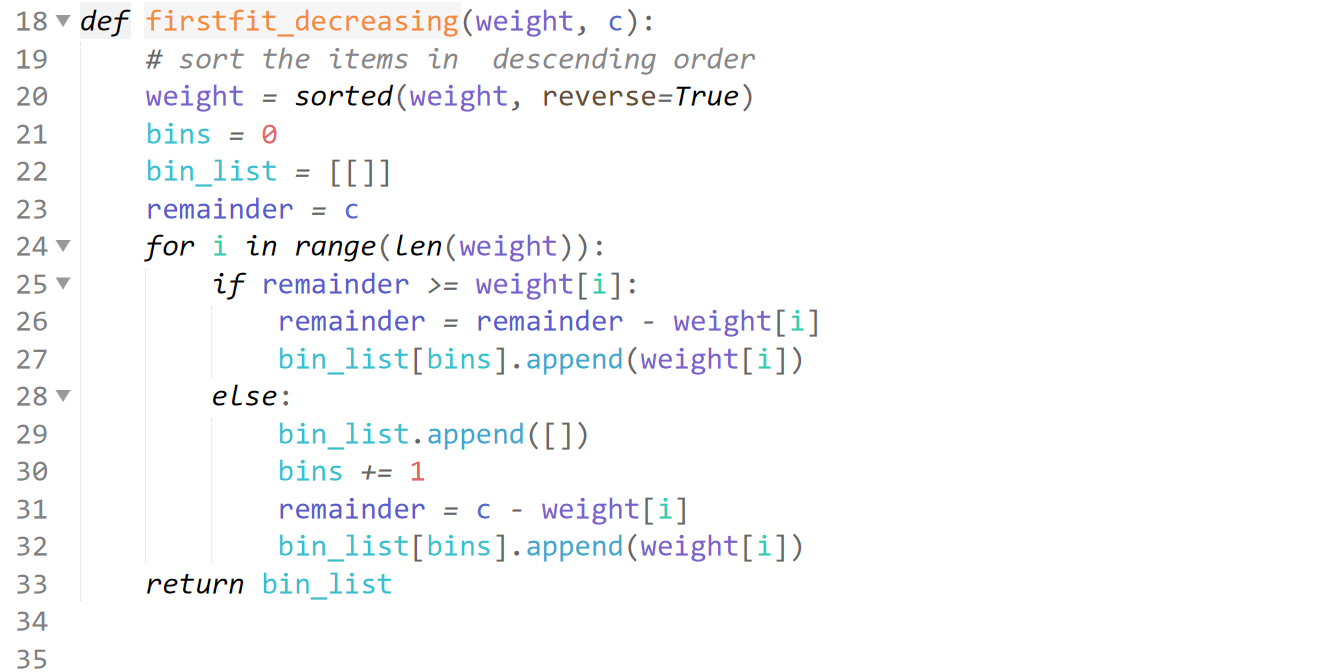 18 def firstfit_decreasing(weight, c):
19     # sort the items in  descending order
20     weight = sorted(weight, reverse=True)
21     bins = 0
22     bin_list = [[]]
23     remainder = c
24     for i in range(len(weight)):
25         if remainder >= weight[i]:
26             remainder = remainder - weight[i]
27             bin_list[bins].append(weight[i])
28         else:
29             bin_list.append([])
30             bins += 1
31             remainder = c - weight[i]
32             bin_list[bins].append(weight[i])
33     return bin_list
34
35